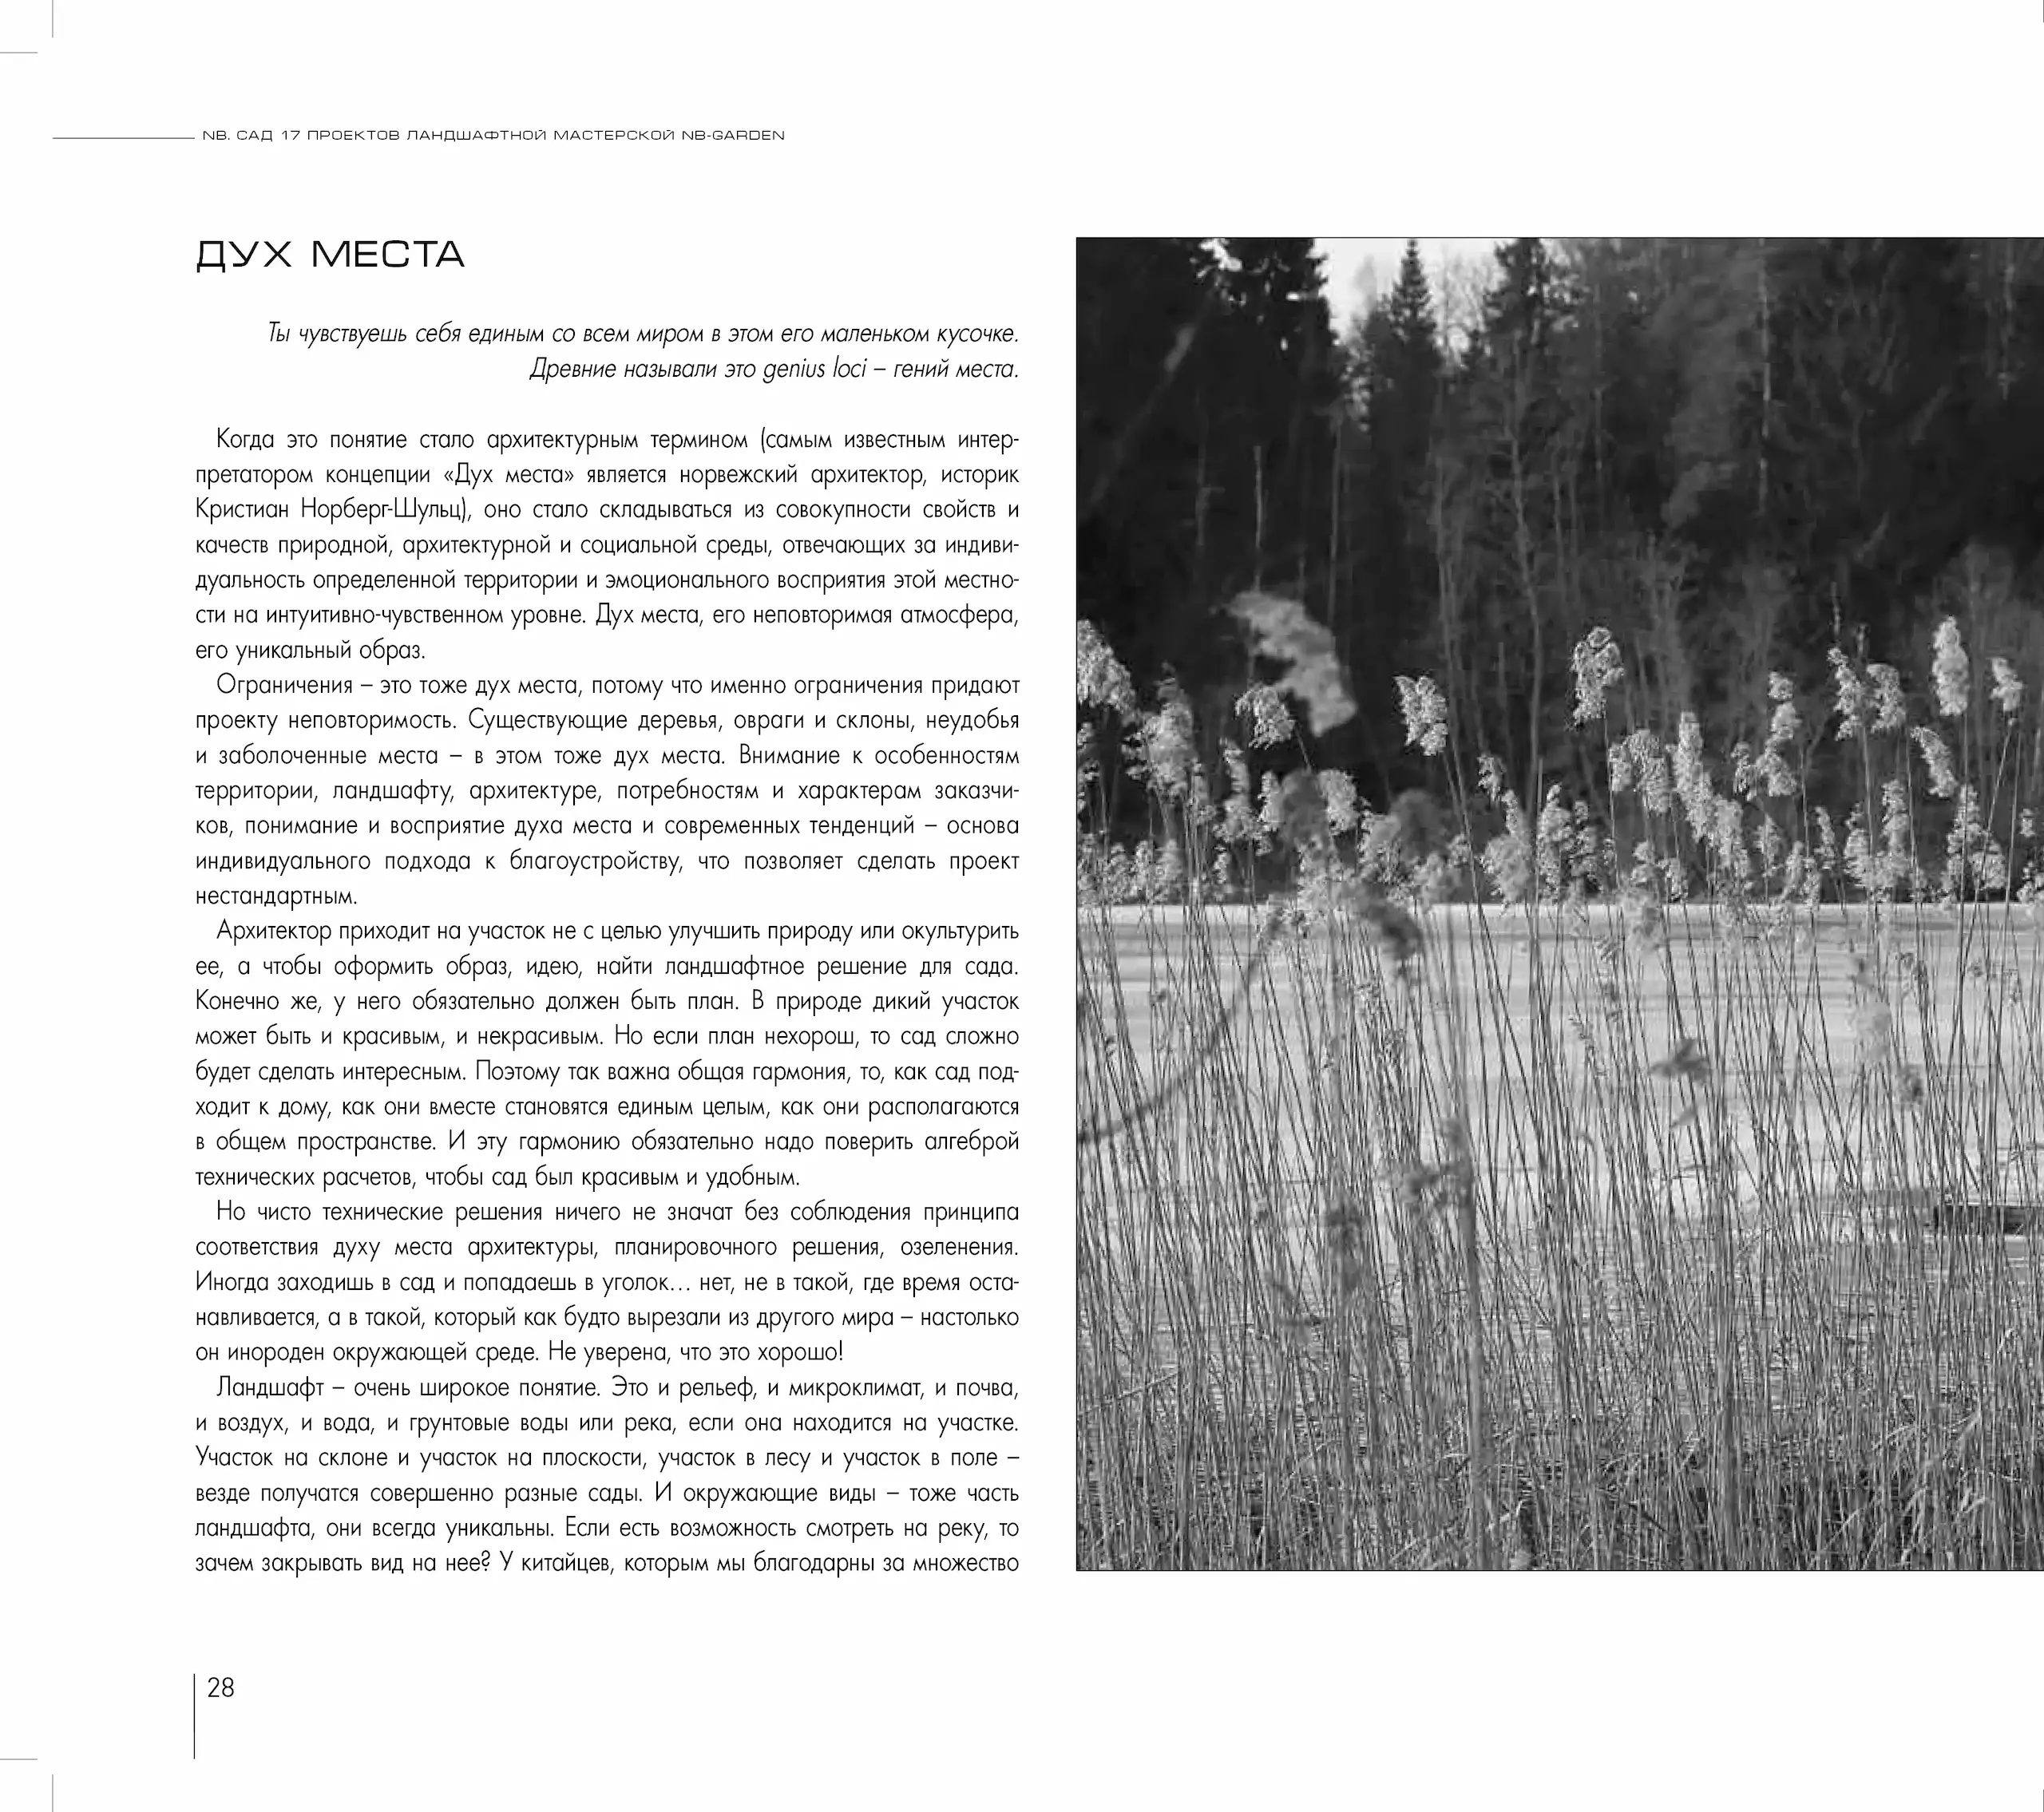 NB. САД 17 ПРОЕКТОВ ЛАНДШАФТНОЙ МАСТЕРСКОЙ NB-GARDEN
ДУХ МЕСТА
Ты чувствуешь себя единым со всем миром в этом его маленьком кусочке.
Древние называли это genius loci – гений места.
Когда это понятие стало архитектурным термином (самым известным интер-
претатором концепции «Дух места» является норвежский архитектор, историк
Кристиан Норберг-Шульц), оно стало складываться из совокупности свойств и
качеств природной, архитектурной и социальной среды, отвечающих за индиви-
дуальность определенной территории и эмоционального восприятия этой местно-
сти на интуитивно-чувственном уровне. Дух места, его неповторимая атмосфера,
его уникальный образ.
Ограничения – это тоже дух места, потому что именно ограничения придают
проекту неповторимость. Существующие деревья, овраги и склоны, неудобья
и заболоченные места – в этом тоже дух места. Внимание к особенностям
территории, ландшафту, архитектуре, потребностям и характерам заказчи-
ков, понимание и восприятие духа места и современных тенденций – основа
индивидуального подхода к благоустройству, что позволяет сделать проект
нестандартным.
Архитектор приходит на участок не с целью улучшить природу или окультурить
ее, а чтобы оформить образ, идею, найти ландшафтное решение для сада.
Конечно же, у него обязательно должен быть план. В природе дикий участок
может быть и красивым, и некрасивым. Но если план нехорош, то сад сложно
будет сделать интересным. Поэтому так важна общая гармония, то, как сад под-
ходит к дому, как они вместе становятся единым целым, как они располагаются
в общем пространстве. И эту гармонию обязательно надо поверить алгеброй
технических расчетов, чтобы сад был красивым и удобным.
Но чисто технические решения ничего не значат без соблюдения принципа
соответствия духу места архитектуры, планировочного решения, озеленения.
Иногда заходишь в сад и попадаешь в уголок... нет, не в такой, где время оста-
навливается, а в такой, который как будто вырезали из другого мира – настолько
он инороден окружающей среде. Не уверена, что это хорошо!
Ландшафт – очень широкое понятие. Это и рельеф, и микроклимат, и почва,
и воздух, и вода, и грунтовые воды или река, если она находится на участке.
Участок на склоне и участок на плоскости, участок в лесу и участок в поле –
везде получатся совершенно разные сады. И окружающие виды – тоже часть
ландшафта, они всегда уникальны. Если есть возможность смотреть на реку, то
зачем закрывать вид на нее? У китайцев, которым мы благодарны за множество
28